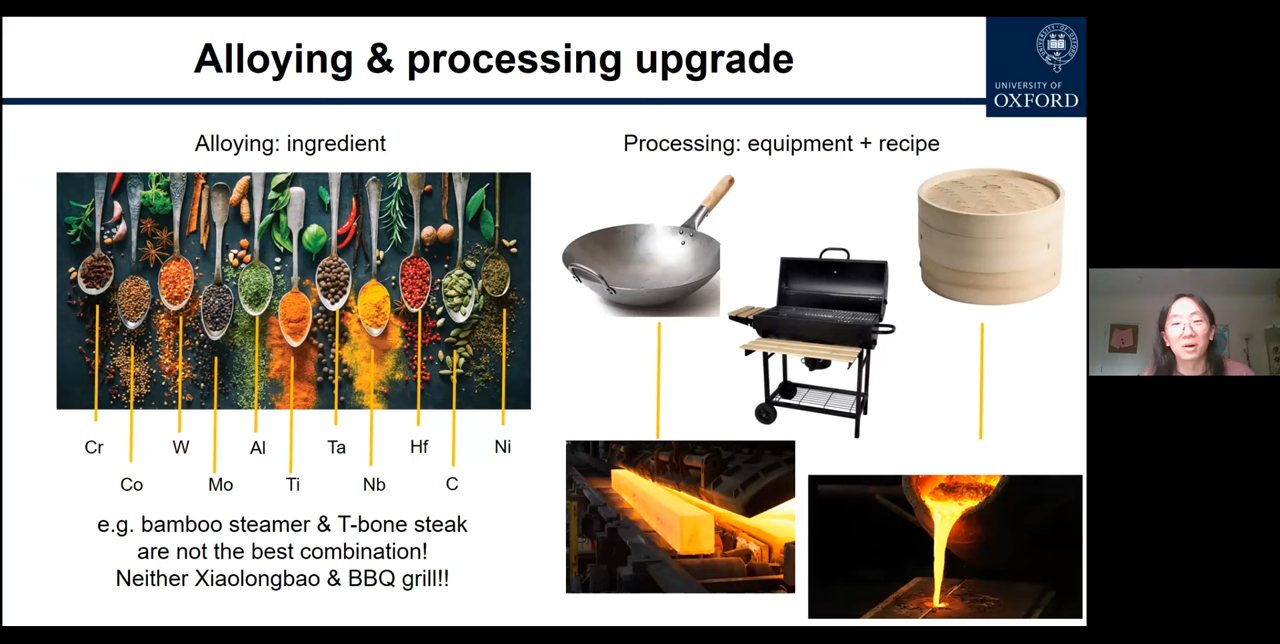 Alloying & processing upgrade
UNIVERSITY OF
OXFORD
Alloying: ingredient
Processing: equipment + recipe
Cr
W
Al
Ta
Hf
Ni
Co
Mo
Ti
Nb
C
e.g. bamboo steamer & T-bone steak
are not the best combination!
Neither Xiaolongbao & BBQ grill!!